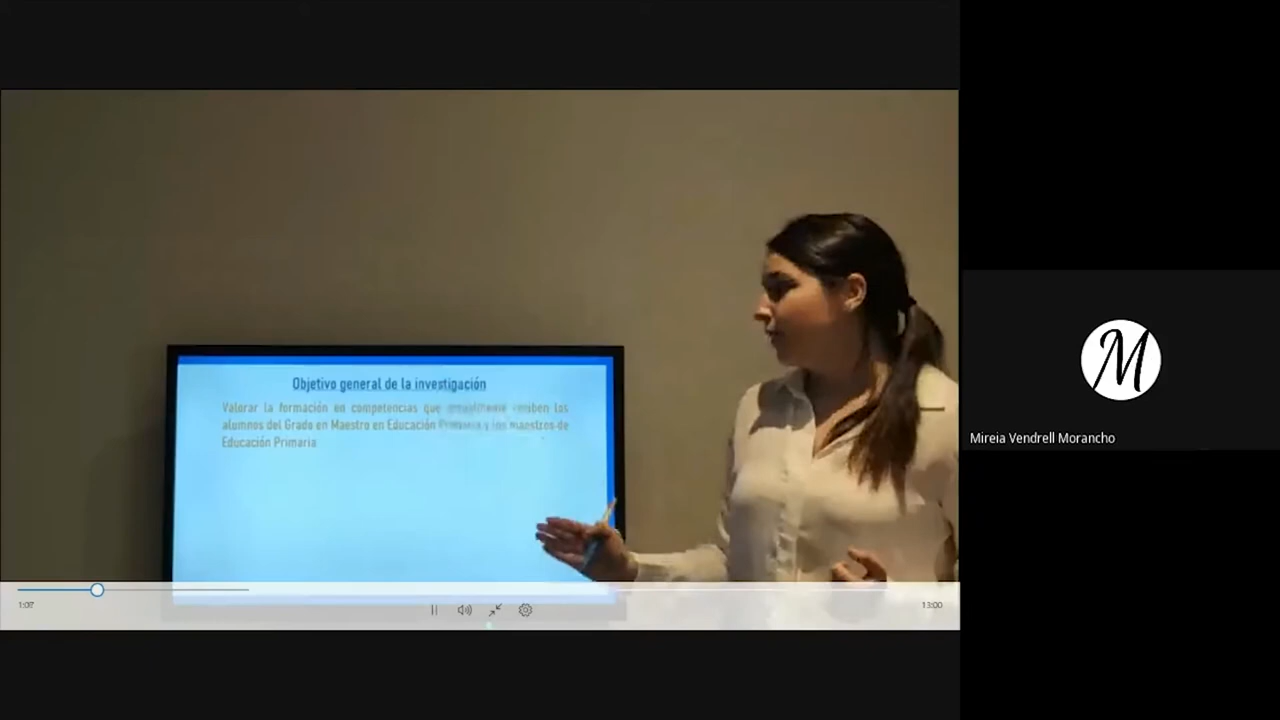 Objetivo general de la investigación
Valorar la formación en competencias que actualmente reciben los
alumnos del Grado en Maestro en Educación Primaria y los maestros de
Educación Primaria
1:07
13:00
M
Mireia Vendrell Morancho